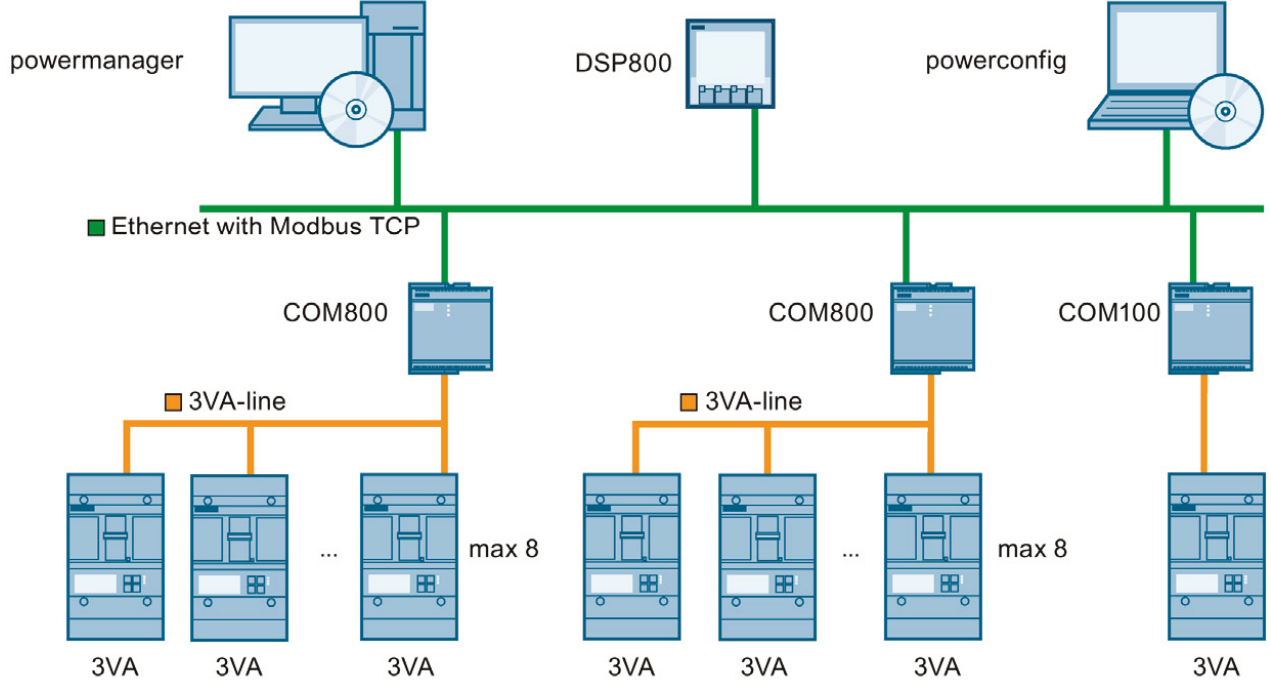 powermanager
DSP800
powerconfig
Ethernet with Modbus TCP
COM800
COM800
COM100
3VA-line
3VA-line
...
max 8
...
max 8
3VA
3VA
3VA
3VA
3VA
3VA
3VA